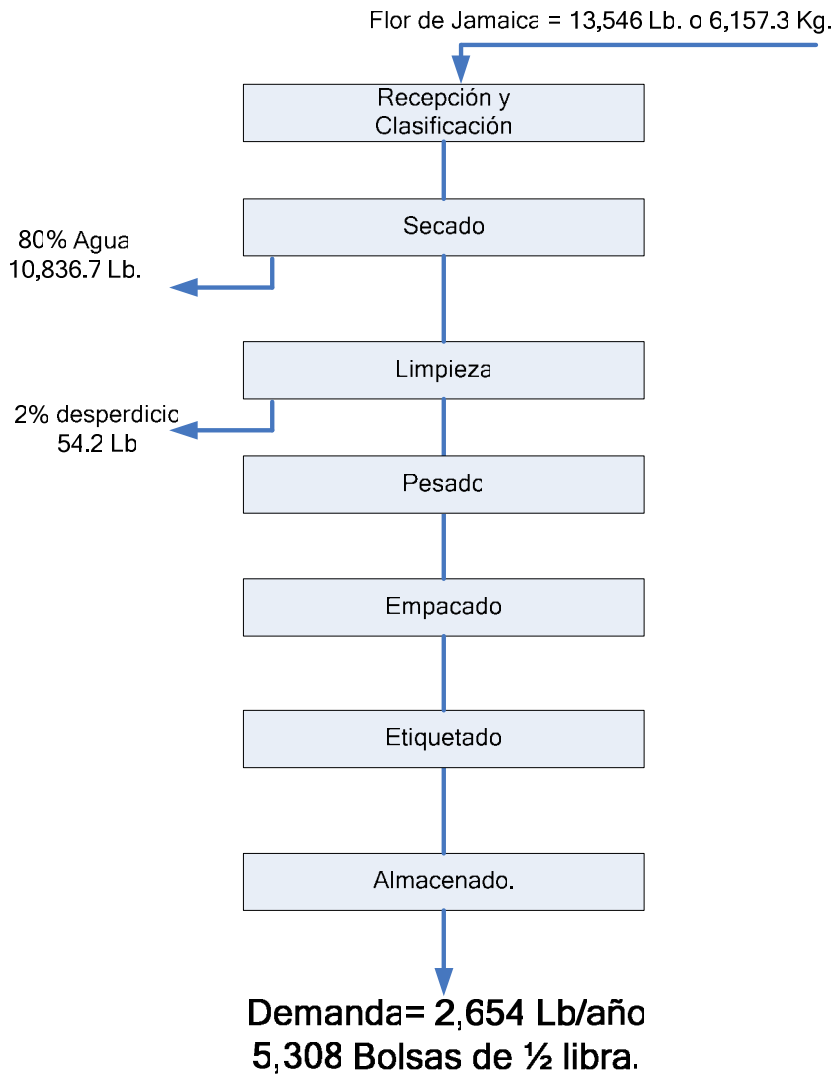 Flor de Jamaica = 13,546 Lb. o 6,157.3 Kg.
Recepción y
Clasificación
Secado
80% Agua
10,836.7 Lb.
Limpieza
2% desperdicio
54.2 Lb
Pesado
Empacado
Etiquetado
Almacenado.
Demanda= 2,654 Lb/año
5,308 Bolsas de ½ libra.